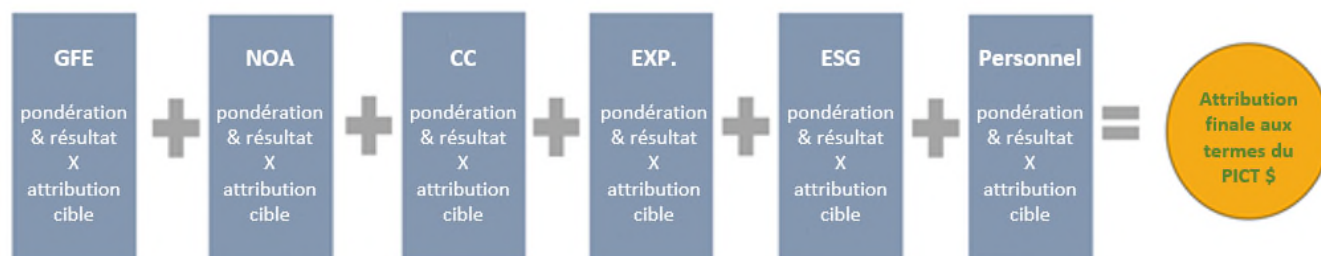 GFE
pondération
& résultat
X
attribution
cible
+
NOA
pondération
& résultat
X
attribution
cible
+
CC
pondération
& résultat
X
attribution
cible
+
EXP.
pondération
& résultat
X
attribution
cible
+
ESG
pondération
& résultat
X
attribution
cible
+
Personnel
pondération
& résultat
X
attribution
cible
=
Attribution
finale aux
termes du
PICT $